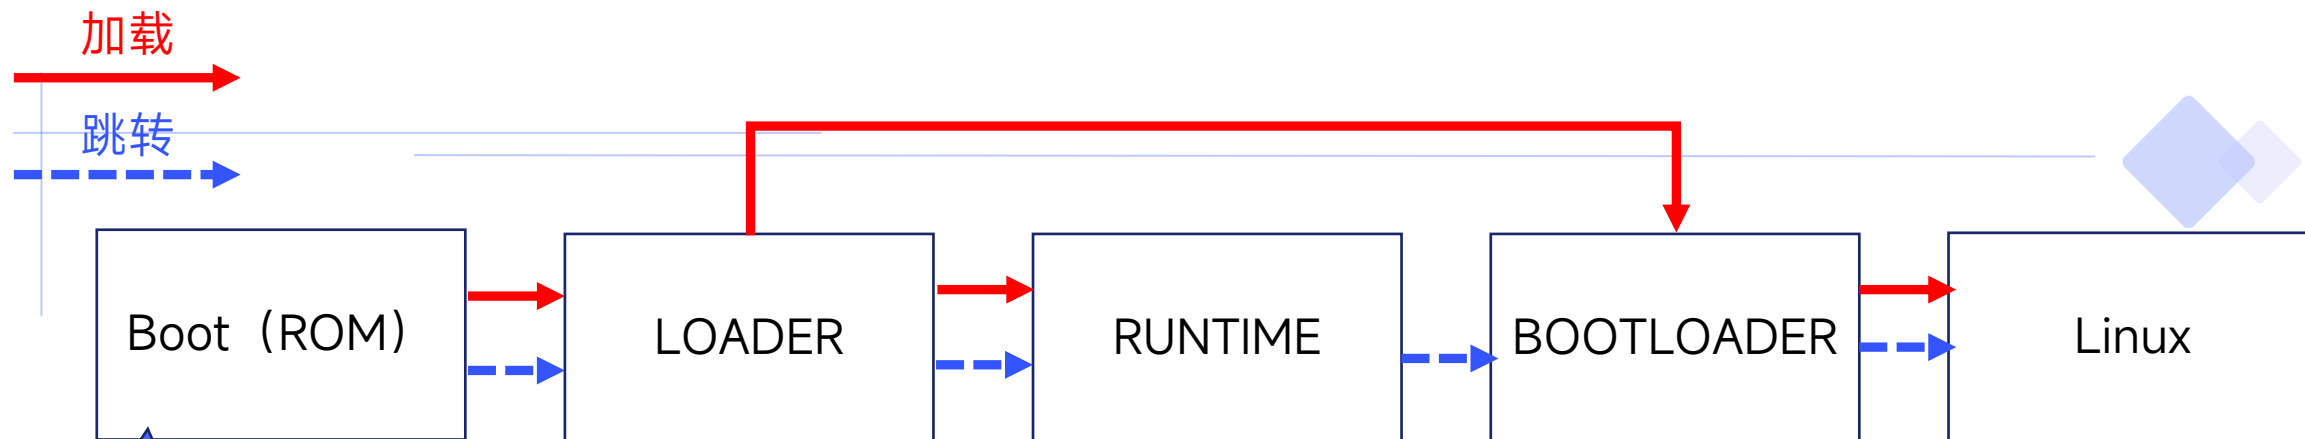 加载
跳转
Boot（ROM）
LOADER
RUNTIME
BOOTLOADER
Linux